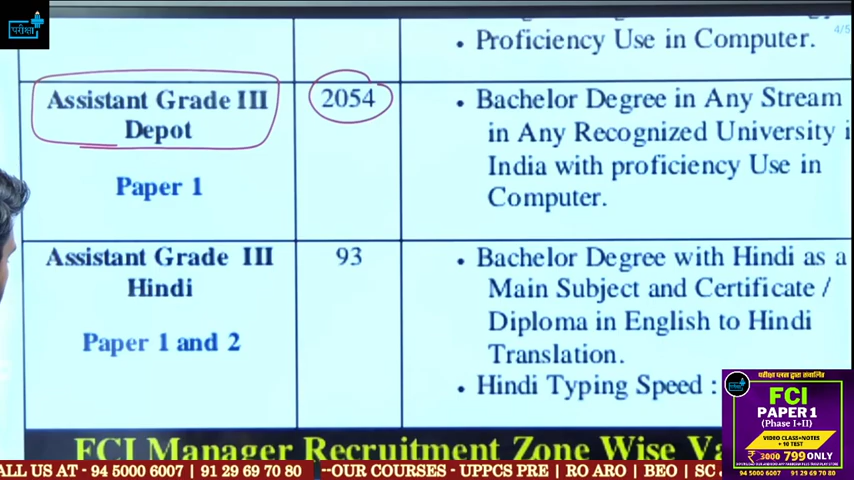 परीक्षा
4/5
• Proficiency Use in Computer.
Assistant Grade III
Depot
Paper 1
2054
• Bachelor Degree in Any Stream
in Any Recognized University i
India with proficiency Use in
Computer.
Assistant Grade III
Hindi
Paper 1 and 2
93
• Bachelor Degree with Hindi as a
Main Subject and Certificate /
Diploma in English to Hindi
Translation.
• Hindi Typing Speed :
FCI Manager Recruitment Zone Wise Va
परीक्षा प्लस द्वारा संचालित
FCI
PAPER 1
(Phase I+II)
VIDEO CLASS+NOTES
+ 10 TEST
₹ 3000 799 ONLY
94 5000 6007 | 91 29 69 70 80
ALL US AT - 94 5000 6007 | 91 29 69 70 80 --OUR COURSES - UPPCS PRE | RO ARO | BEO | SC